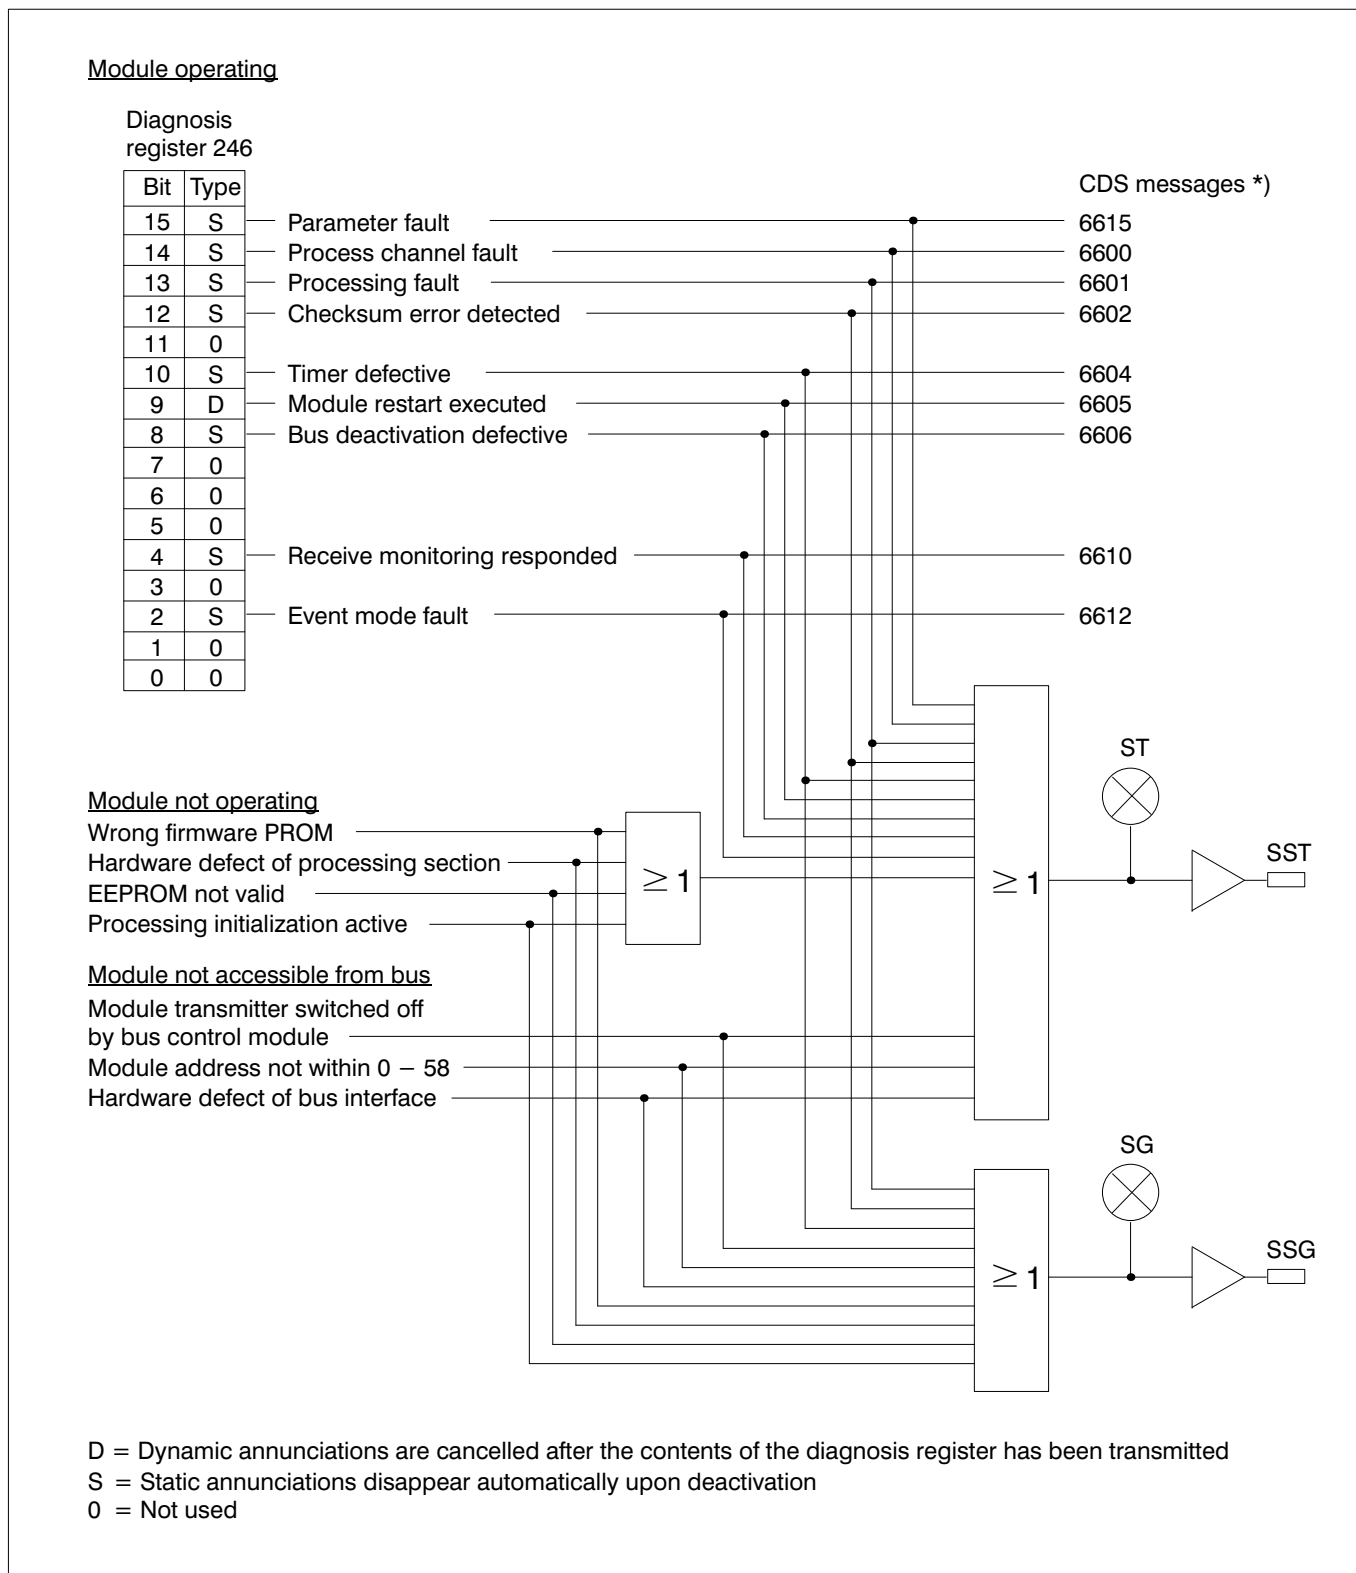 Module operating
Diagnosis
register 246
Bit Type CDS messages *)
15 S Parameter fault 6615
14 S Process channel fault 6600
13 S Processing fault 6601
12 S Checksum error detected 6602
11 0
10 S Timer defective 6604
9 D Module restart executed 6605
8 S Bus deactivation defective 6606
7 0
6 0
5 0
4 S Receive monitoring responded 6610
3 0
2 S Event mode fault 6612
1 0
0 0
ST
Module not operating
Wrong firmware PROM
Hardware defect of processing section
EEPROM not valid
Processing initialization active
≥ 1
≥ 1
SST
Module not accessible from bus
Module transmitter switched off
by bus control module
Module address not within 0 – 58
Hardware defect of bus interface
SG
≥ 1
SSG
D = Dynamic annunciations are cancelled after the contents of the diagnosis register has been transmitted
S = Static annunciations disappear automatically upon deactivation
0 = Not used